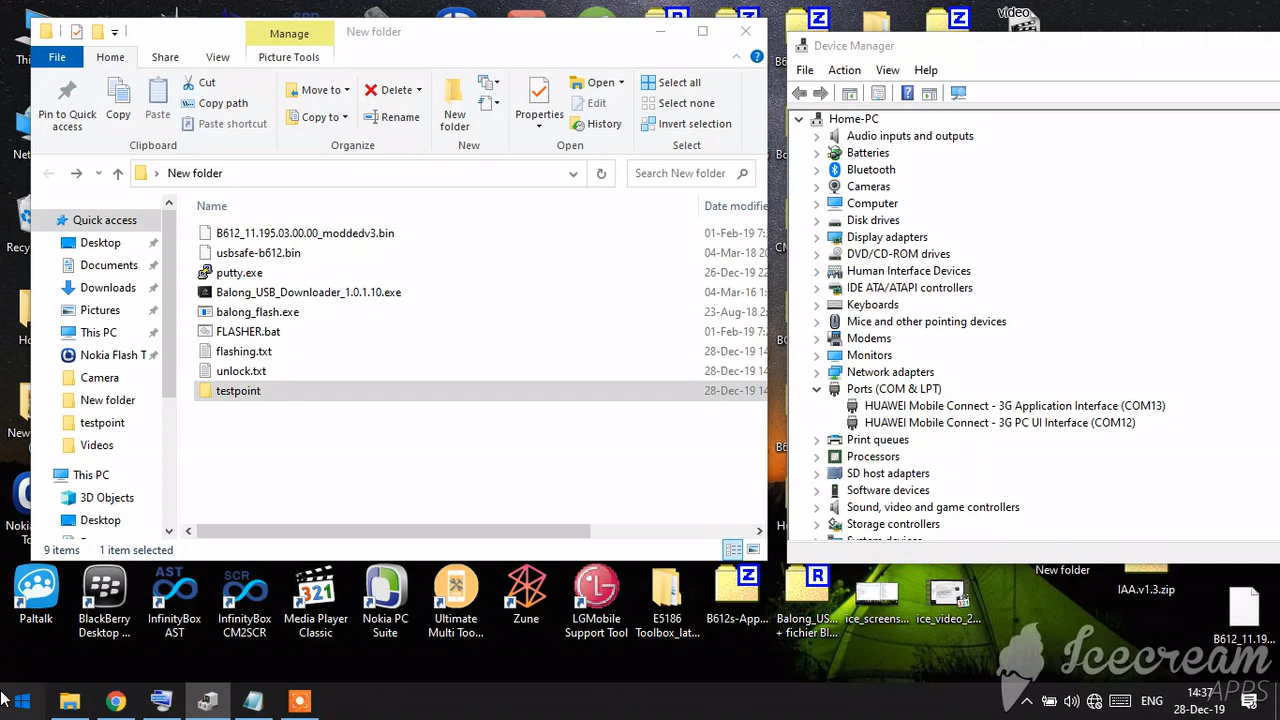 video
Manage
New folder
File
Home
Share
View
Picture Tools
Pin to Quick access
Copy
Paste
Cut
Copy path
Paste shortcut
Clipboard
Move to
Copy to
Delete
Rename
Organize
New folder
New
Properties
Open
Edit
History
Open
Select all
Select none
Invert selection
Select
New folder
Search New folder
Name
Date modifie
B612_11.195.03.00.00_moddedv3.bin
01-Feb-19 7:
usbsafe-b612.bin
04-Mar-18 20
putty.exe
26-Dec-19 22
Balong_USB_Downloader_1.0.1.10.exe
04-Mar-16 1:
balong_flash.exe
23-Aug-18
FLASHER.bat
01-Feb-19 7:
flashing.txt
28-Dec-19 14
unlock.txt
28-Dec-19 14
testpoint
28-Dec-19 14
Quick access
Desktop
Documents
Downloads
Pictures
This PC
Nokia Flash T
Camera
New folder
testpoint
Videos
This PC
3D Objects
Desktop
9 items
1 item selected
Device Manager
File
Action
View
Help
Home-PC
Audio inputs and outputs
Batteries
Bluetooth
Cameras
Computer
Disk drives
Display adapters
DVD/CD-ROM drives
Human Interface Devices
IDE ATA/ATAPI controllers
Keyboards
Mice and other pointing devices
Modems
Monitors
Network adapters
Ports (COM & LPT)
HUAWEI Mobile Connect - 3G Application Interface (COM13)
HUAWEI Mobile Connect - 3G PC UI Interface (COM12)
Print queues
Processors
SD host adapters
Software devices
Sound, video and game controllers
Storage controllers
New folder
IAA.v1.3.zip
B612_11.19...
Paltalk
BlackBerry Desktop ...
InfinityBox AST
InfinityBox CM2SCR
Media Player Classic
Nokia PC Suite
Ultimate Multi Too...
Zune
LGMobile Support Tool
E5186 Toolbox_lat...
B612s-App...
Balong_US... + fichier Bl...
ice_screens...
ice_video_2...
Icecream
APPS
ENG
14:37
28-Dec-19